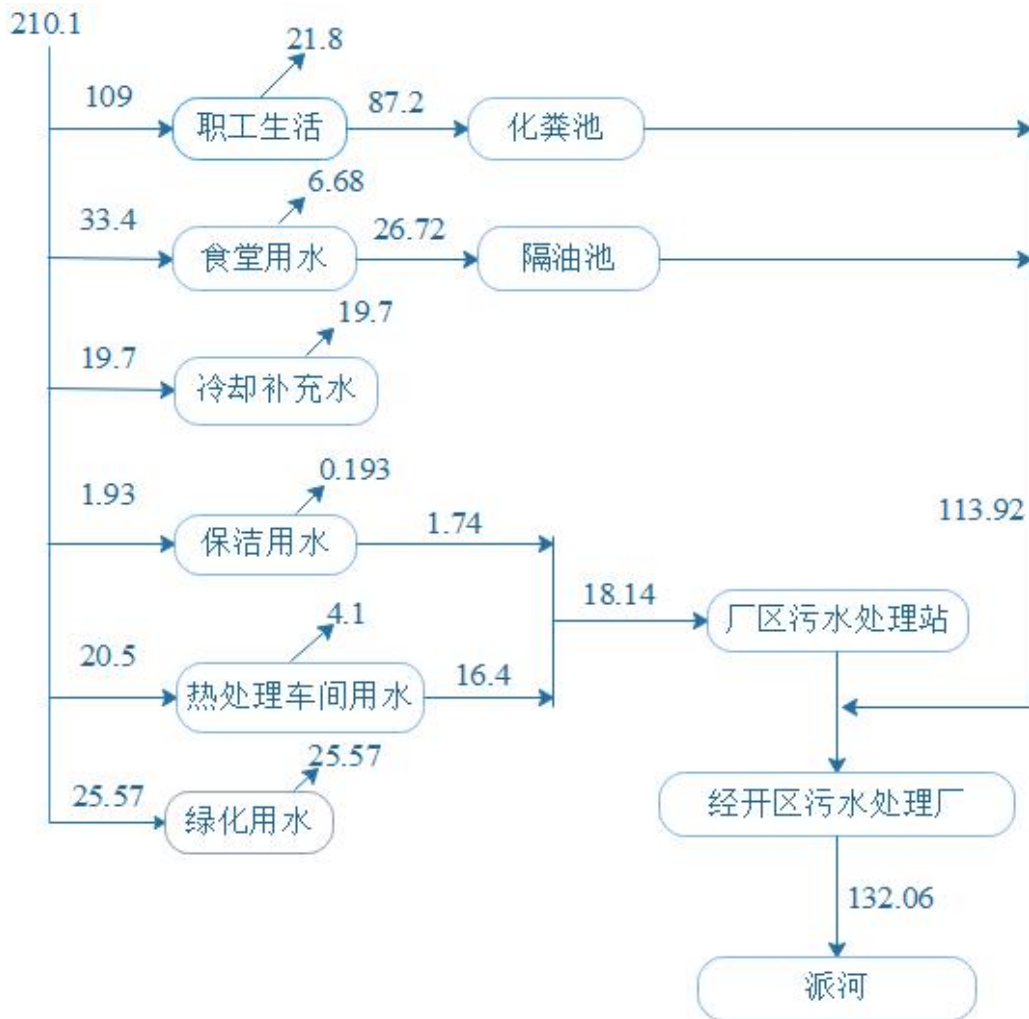 210.1
21.8
109
职工生活
87.2
化粪池
6.68
33.4
食堂用水
26.72
隔油池
19.7
19.7
冷却补充水
0.193
1.93
保洁用水
1.74
113.92
18.14
厂区污水处理站
4.1
20.5
热处理车间用水
16.4
25.57
25.57
绿化用水
经开区污水处理厂
132.06
派河